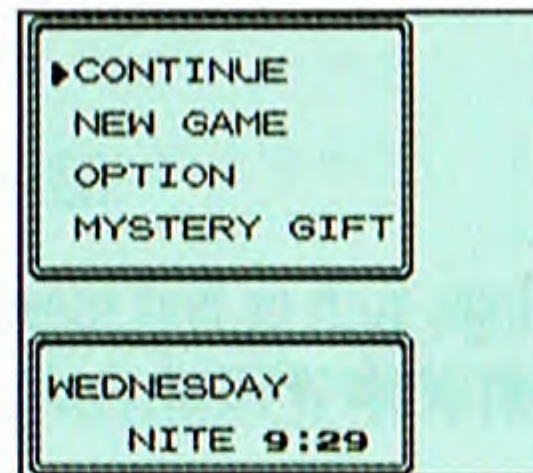 ▶CONTINUE
NEW GAME
OPTION
MYSTERY GIFT
WEDNESDAY
NITE 9:29